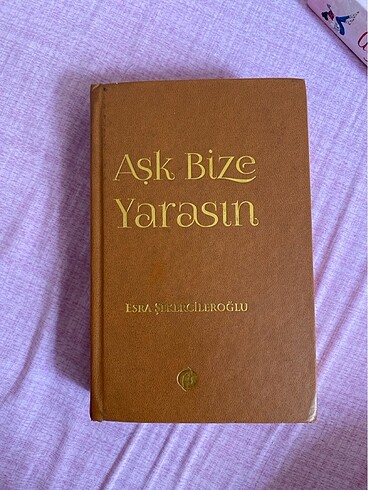 Aşk Bize
Yarasın
ESRA ŞEKERCİLEROĞLU